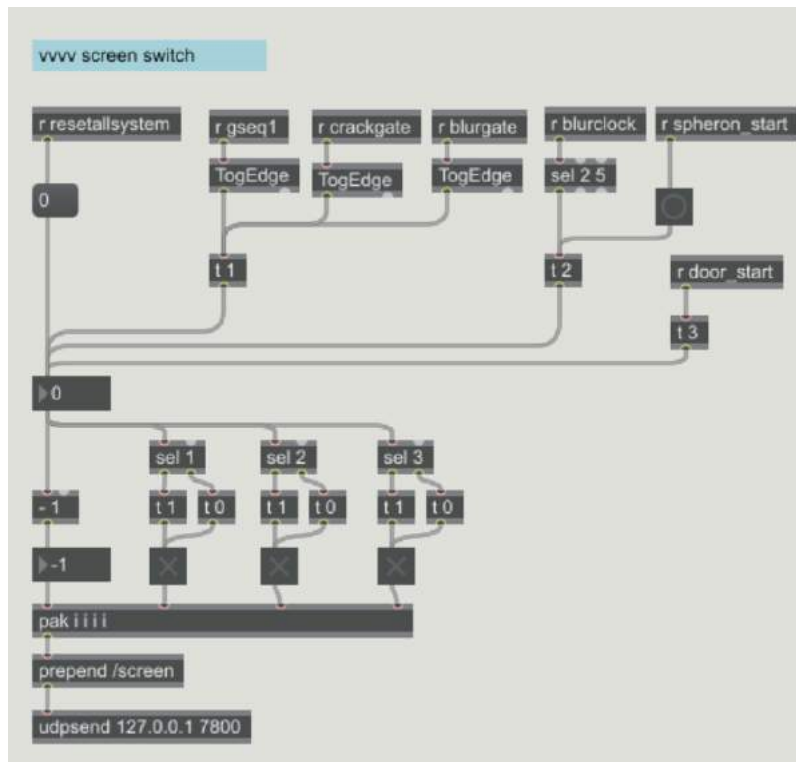 vvvv screen switch
r resetallsystem
r gseq1
r crackgate
r blurgate
r blurclock
r spheron_start
TogEdge
TogEdge
TogEdge
sel 2 5
0
t 1
t 2
r door_start
t 3
0
sel 1
sel 2
sel 3
- 1
t 1
t 0
t 1
t 0
t 1
t 0
-1
pak i i i i
prepend /screen
udpsend 127.0.0.1 7800